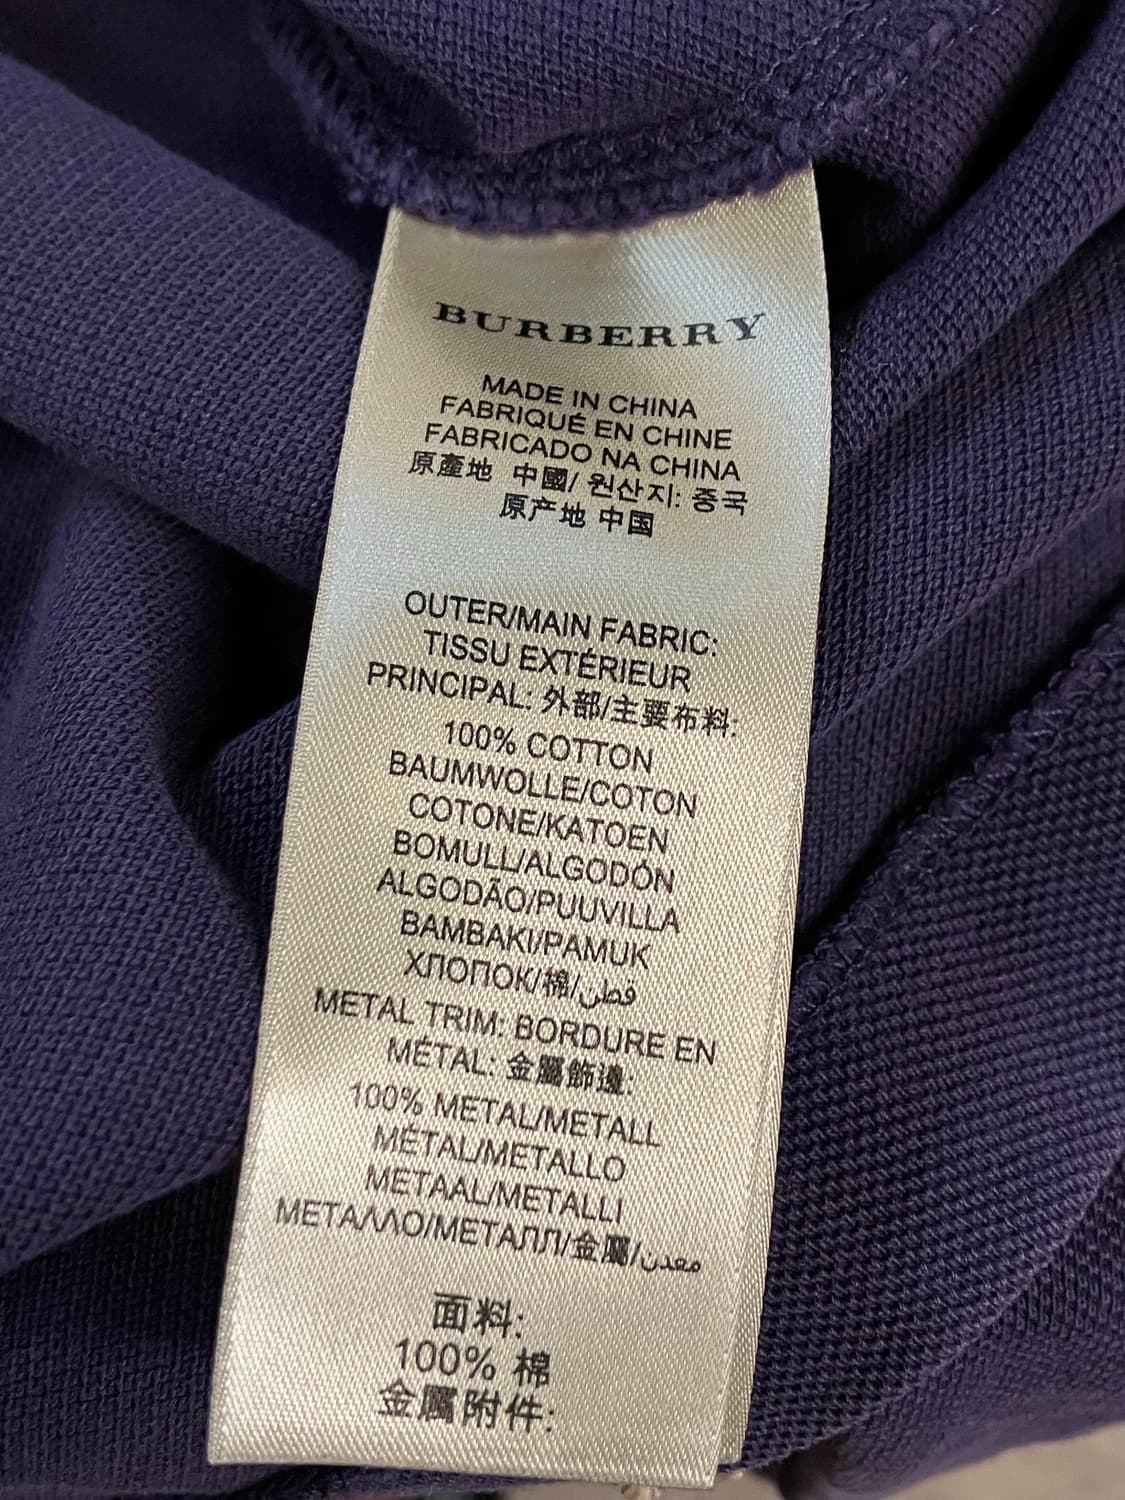 BURBERRY
MADE IN CHINA
FABRIQUÉ EN CHINE
FABRICADO NA CHINA
原產地 中國/ 원산지: 중국
原产地 中国
OUTER/MAIN FABRIC:
TISSU EXTÉRIEUR
PRINCIPAL: 外部/主要布料:
100% COTTON
BAUMWOLLE/COTON
COTONE/KATOEN
BOMULL/ALGODÓN
ALGODÃO/PUUVILLA
BAMBAKI/PAMUK
ХЛОПОК/棉/قطن
METAL TRIM: BORDURE EN
MÉTAL: 金屬飾邊:
100% METAL/METALL
MÉTAL/METALLO
METAAL/METALLI
ΜΕΤΑΛΛΟ/МЕТАЛЛ/金屬/معدن
面料:
100% 棉
金屬附件: